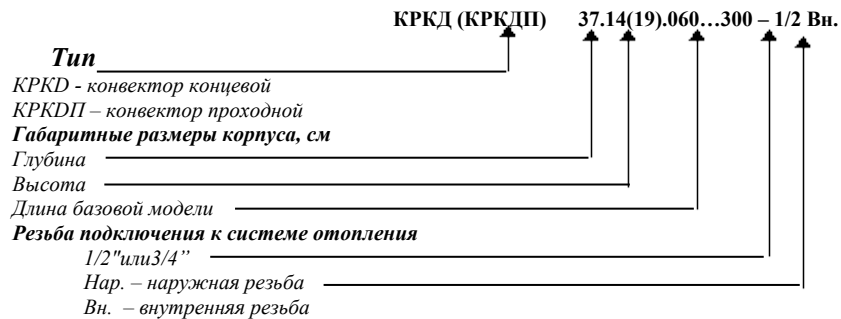 КРКД (КРКДП) 37.14(19).060…300 – 1/2 Вн.
Тип
КРКD - конвектор концевой
КРКDП – конвектор проходной
Габаритные размеры корпуса, см
Глубина
Высота
Длина базовой модели
Резьба подключения к системе отопления
1/2"или3/4”
Нар. – наружная резьба
Вн. – внутренняя резьба